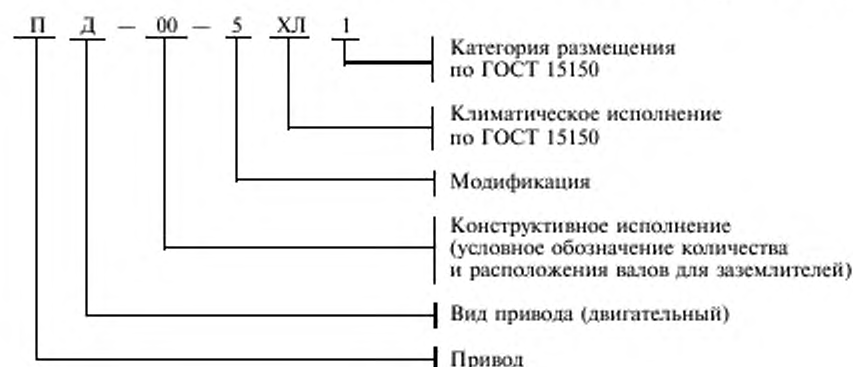 П Д — 00 — 5 ХЛ 1
Категория размещения
по ГОСТ 15150
Климатическое исполнение
по ГОСТ 15150
Модификация
Конструктивное исполнение
(условное обозначение количества
и расположения валов для заземлителей)
Вид привода (двигательный)
Привод